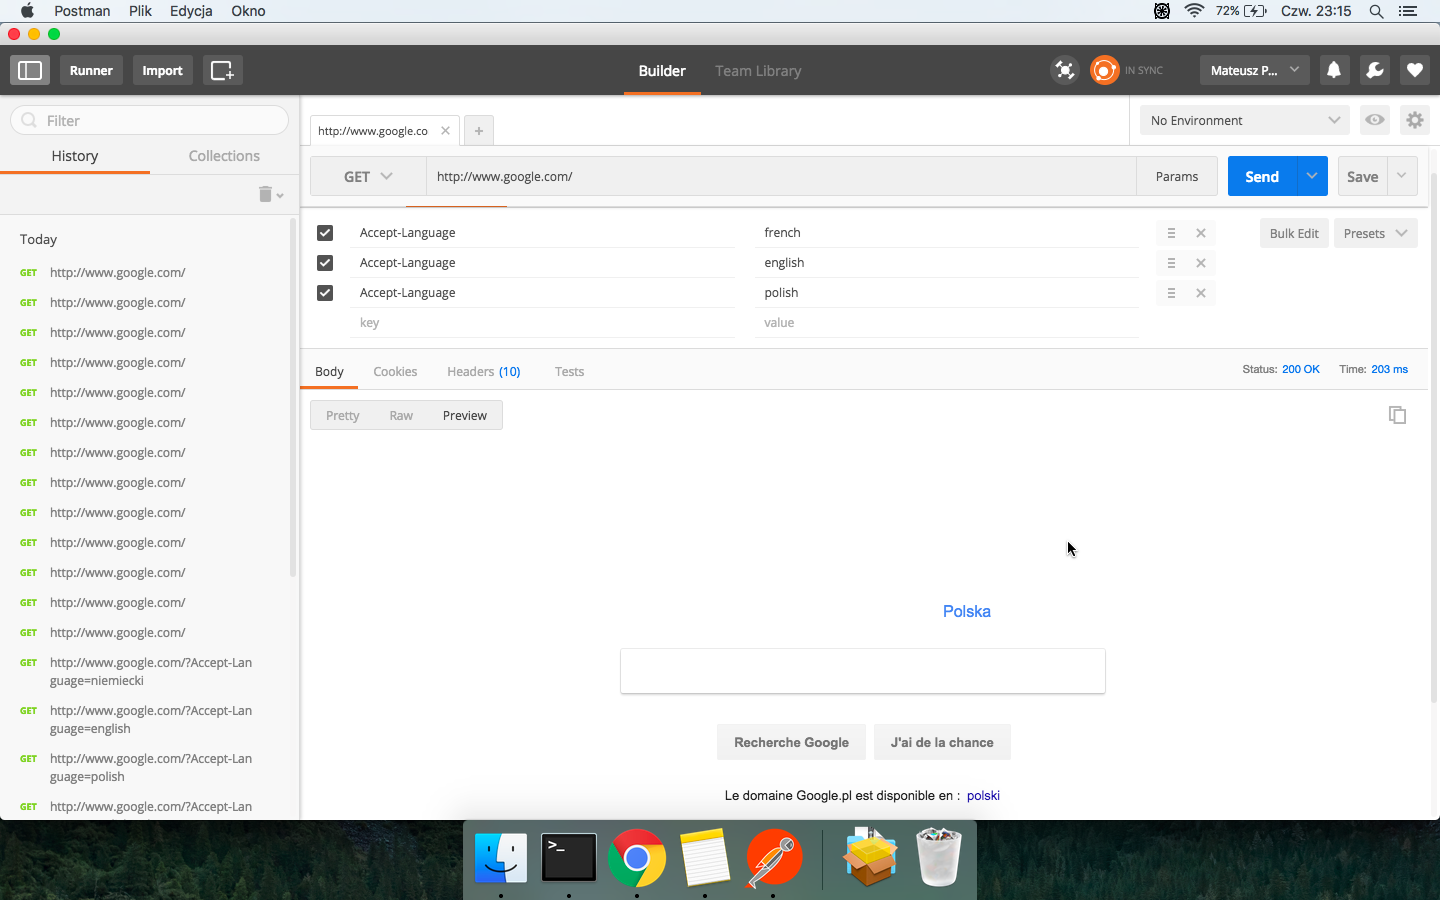 Postman Plik Edycja Okno 72% Czw. 23:15
Runner Import Builder Team Library IN SYNC Mateusz P...
Filter
History Collections
Today
GET http://www.google.com/
GET http://www.google.com/
GET http://www.google.com/
GET http://www.google.com/
GET http://www.google.com/
GET http://www.google.com/
GET http://www.google.com/
GET http://www.google.com/
GET http://www.google.com/
GET http://www.google.com/
GET http://www.google.com/
GET http://www.google.com/
GET http://www.google.com/
GET http://www.google.com/?Accept-Lan
guage=niemiecki
GET http://www.google.com/?Accept-Lan
guage=english
GET http://www.google.com/?Accept-Lan
guage=polish
GET http://www.google.com/?Accept-Lan
http://www.google.co No Environment
GET http://www.google.com/ Params Send Save
Accept-Language french Bulk Edit Presets
Accept-Language english
Accept-Language polish
key value
Body Cookies Headers (10) Tests Status: 200 OK Time: 203 ms
Pretty Raw Preview
Polska
Recherche Google J'ai de la chance
Le domaine Google.pl est disponible en : polski
>_